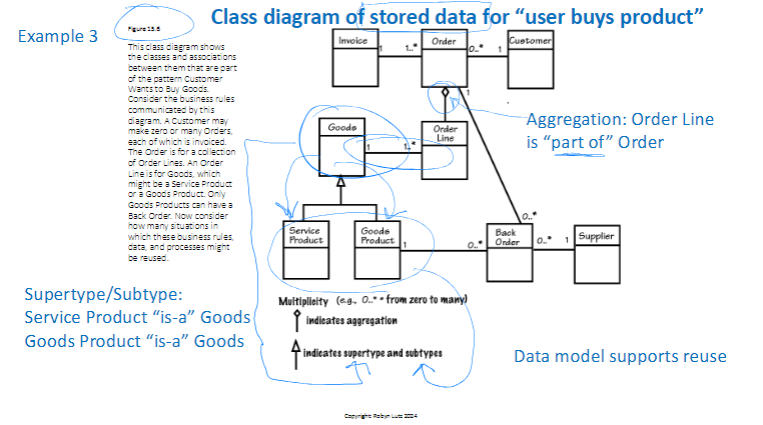 Class diagram of stored data for “user buys product”
Example 3
Figure 15.6
This class diagram shows
the classes and associations
between them that are part
of the pattern Customer
Wants to Buy Goods.
Consider the business rules
communicated by this
diagram. A Customer may
make zero or many Orders,
each of which is invoiced.
The Order is for a collection
of Order Lines. An Order
Line is for Goods, which
might be a Service Product
or a Goods Product. Only
Goods Products can have a
Back Order. Now consider
how many situations in
which these business rules,
data, and processes might
be reused.
Invoice
1
1..*
Order
0..*
1
Customer
1
Goods
1
1..*
Order
Line
Aggregation: Order Line
is “part of” Order
Service
Product
Goods
Product
1
0..*
0..*
Back
Order
0..*
1
Supplier
Supertype/Subtype:
Service Product “is-a” Goods
Goods Product “is-a” Goods
Multiplicity (e.g. 0..* = from zero to many)
indicates aggregation
indicates supertype and subtypes
Data model supports reuse
Copyright Robyn Lutz 2024